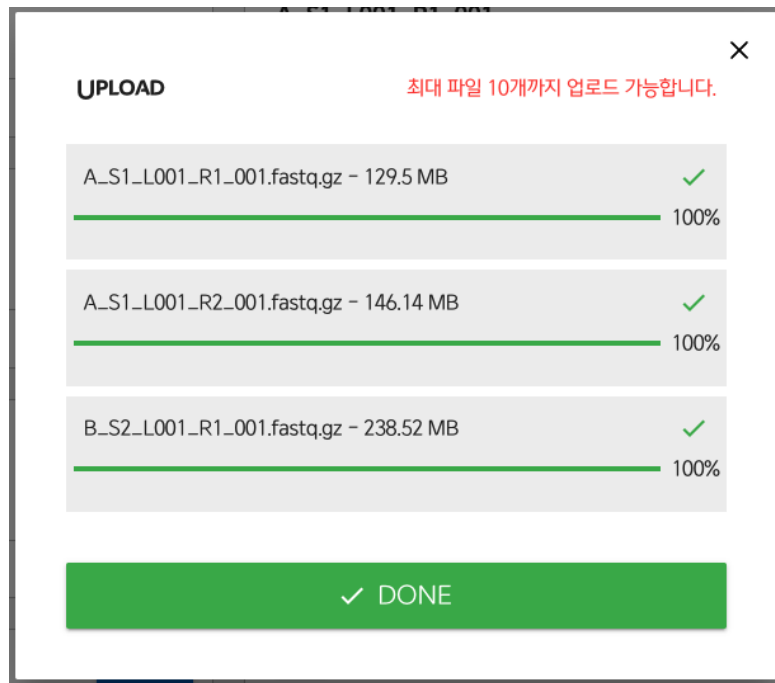 A_S1_L001_R1_001
UPLOAD
최대 파일 10개까지 업로드 가능합니다.
A_S1_L001_R1_001.fastq.gz - 129.5 MB
100%
A_S1_L001_R2_001.fastq.gz - 146.14 MB
100%
B_S2_L001_R1_001.fastq.gz - 238.52 MB
100%
DONE